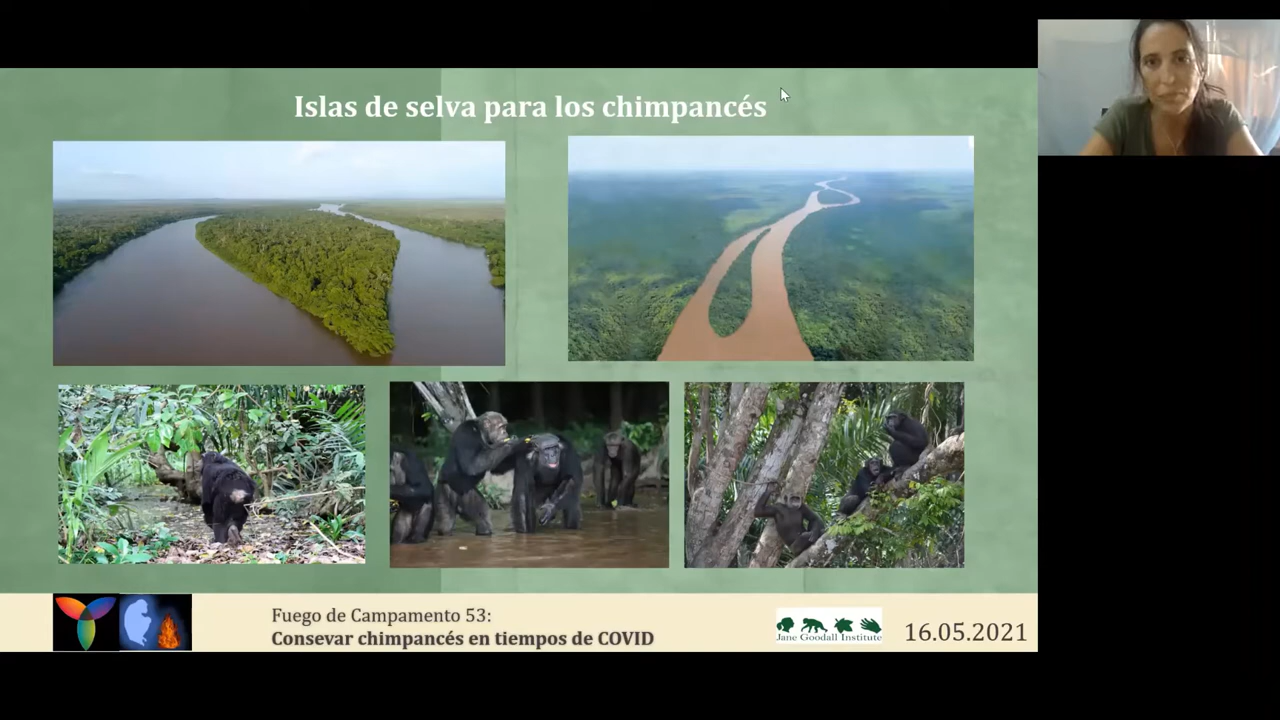 Islas de selva para los chimpancés
Fuego de Campamento 53:
Consevar chimpancés en tiempos de COVID
Jane Goodall Institute
16.05.2021